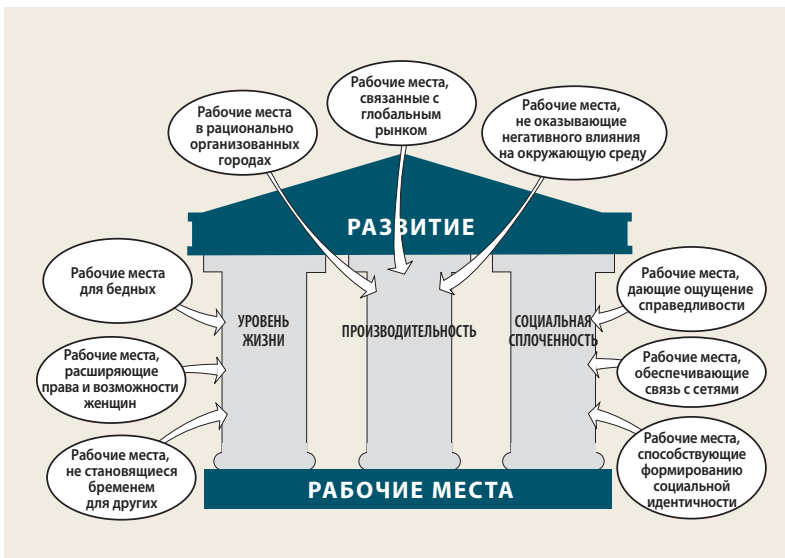 Рабочие места,
связанные с
глобальным
рынком
Рабочие места
в рационально
организованных
городах
Рабочие места,
не оказывающие
негативного влияния
на окружающую среду
РАЗВИТИЕ
Рабочие места
для бедных
Рабочие места,
расширяющие
права и возможности
женщин
Рабочие места,
не становящиеся
бременем
для других
УРОВЕНЬ
ЖИЗНИ
ПРОИЗВОДИТЕЛЬНОСТЬ
СОЦИАЛЬНАЯ
СПЛОЧЕННОСТЬ
Рабочие места,
дающие ощущение
справедливости
Рабочие места,
обеспечивающие
связь с сетями
Рабочие места,
способствующие
формированию
социальной
идентичности
РАБОЧИЕ МЕСТА